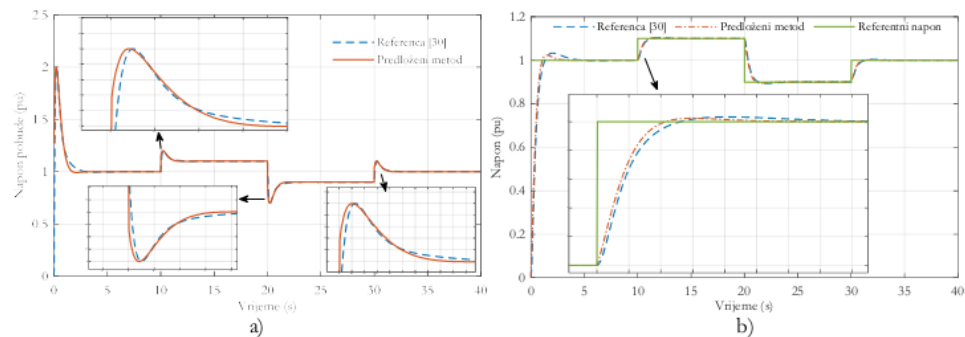 a)
2.5
2
1.5
1
0.5
0
Napon pobude (pu)
Referenca [30]
Predloženi metod
0 5 10 15 20 25 30 35 40
Vrijeme (s)
a)
b)
1.2
1
0.8
0.6
0.4
0.2
0
Napon (pu)
Referenca [30] Predloženi metod Referentni napon
0 5 10 15 20 25 30 35 40
Vrijeme (s)
b)